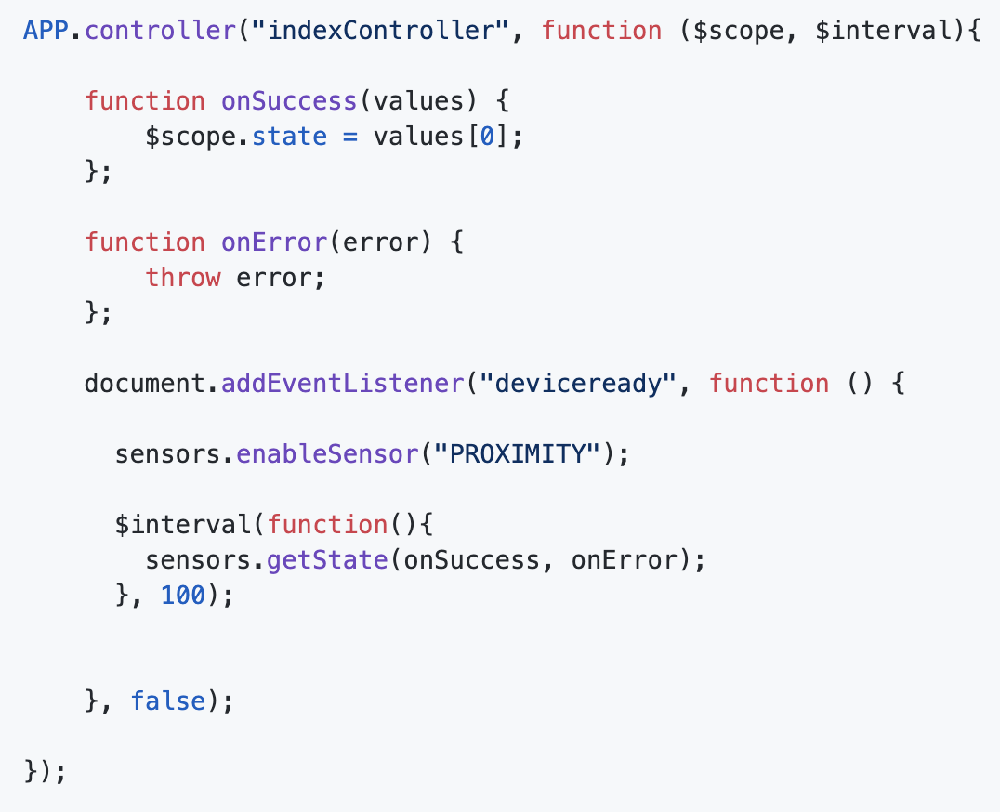 APP.controller("indexController", function ($scope, $interval){
function onSuccess(values) {
$scope.state = values[0];
};
function onError(error) {
throw error;
};
document.addEventListener("deviceready", function () {
sensors.enableSensor("PROXIMITY");
$interval(function(){
sensors.getState(onSuccess, onError);
}, 100);
}, false);
});